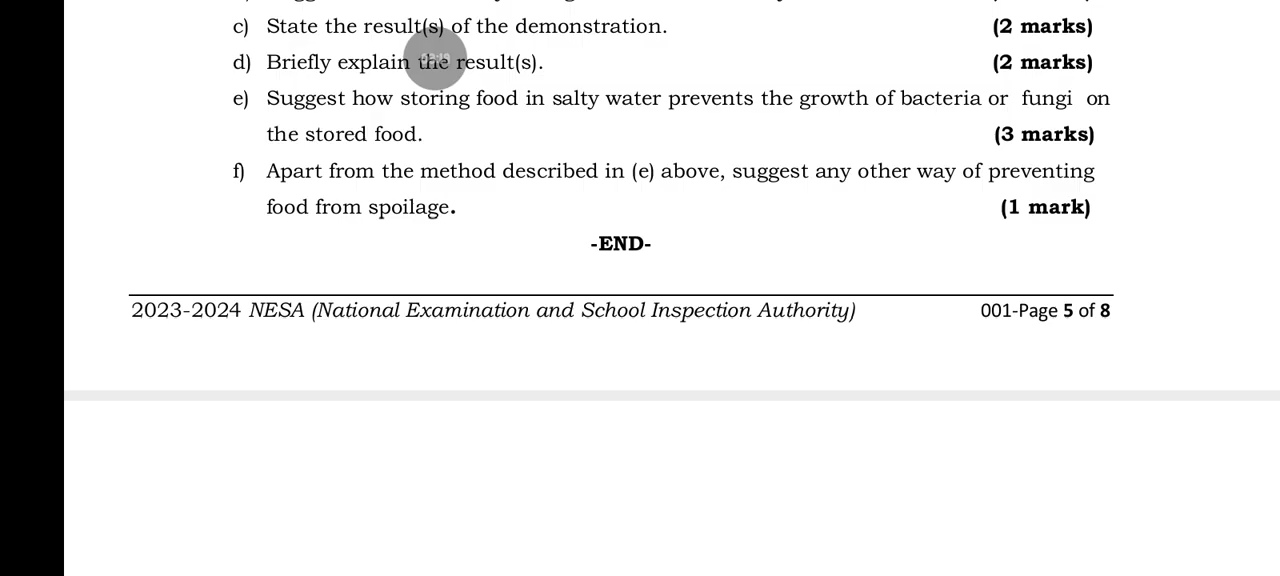 c) State the result(s) of the demonstration. (2 marks)
d) Briefly explain the result(s). (2 marks)
e) Suggest how storing food in salty water prevents the growth of bacteria or fungi on
the stored food. (3 marks)
f) Apart from the method described in (e) above, suggest any other way of preventing
food from spoilage. (1 mark)
-END-
2023-2024 NESA (National Examination and School Inspection Authority) 001-Page 5 of 8